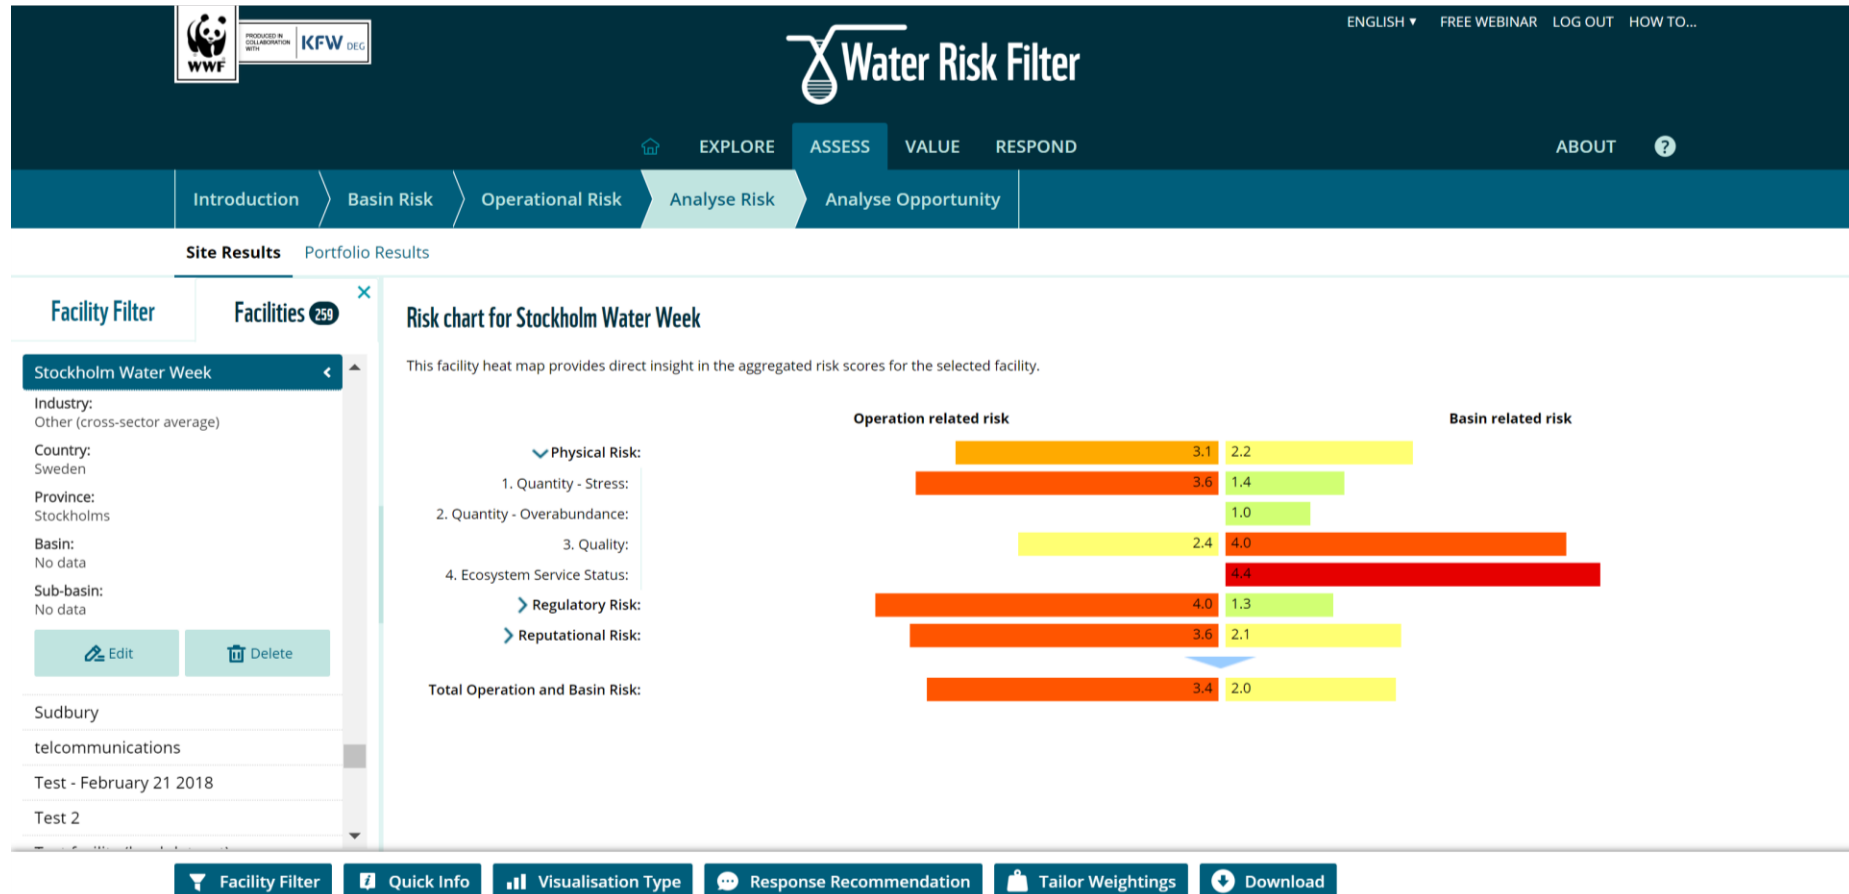 WWF
PRODUCED IN
COLLABORATION
WITH
KFW DEG
Water Risk Filter
ENGLISH ▼ FREE WEBINAR LOG OUT HOW TO...
EXPLORE ASSESS VALUE RESPOND ABOUT ?
Introduction Basin Risk Operational Risk Analyse Risk Analyse Opportunity
Site Results Portfolio Results
Facility Filter Facilities 259
Stockholm Water Week
Industry:
Other (cross-sector average)
Country:
Sweden
Province:
Stockholms
Basin:
No data
Sub-basin:
No data
Edit Delete
Sudbury
telcommunications
Test - February 21 2018
Test 2
Risk chart for Stockholm Water Week
This facility heat map provides direct insight in the aggregated risk scores for the selected facility.
Operation related risk Basin related risk
Physical Risk: 3.1 2.2
1. Quantity - Stress: 3.6 1.4
2. Quantity - Overabundance: 1.0
3. Quality: 2.4 4.0
4. Ecosystem Service Status: 4.4
Regulatory Risk: 4.0 1.3
Reputational Risk: 3.6 2.1
Total Operation and Basin Risk: 3.4 2.0
Facility Filter Quick Info Visualisation Type Response Recommendation Tailor Weightings Download